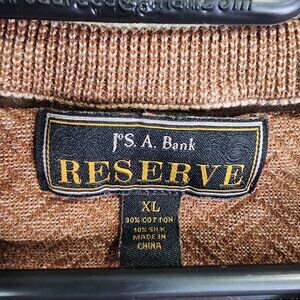 JoS. A. Bank
RESERVE
XL
90% COTTON
10% SILK
MADE IN
CHINA